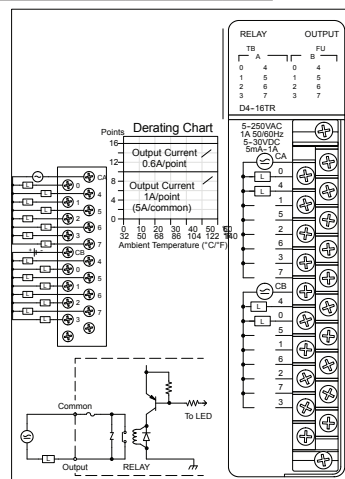 RELAY OUTPUT
TB FU
A B
0 4 0 4
1 5 1 5
2 6 2 6
3 7 3 7
D4-16TR
5-250VAC
1A 50/60Hz
5-30VDC
5mA-1A
CA
0
L
4
L
1
5
2
6
3
7
CB
4
L
0
L
5
1
6
2
7
3
Derating Chart
Points
16
12
8
4
0
Output Current
0.6A/point
Output Current
1A/point
(5A/common)
0 10 20 30 40 50 60
32 50 68 86 104 122 140
Ambient Temperature (°C/°F)
CA
L 0
L 4
L 1
L 5
L 2
L 6
L 3
L 7
CB
L 4
L 0
L 5
L 1
L 6
L 2
L 7
L 3
Common
To LED
L
Output RELAY